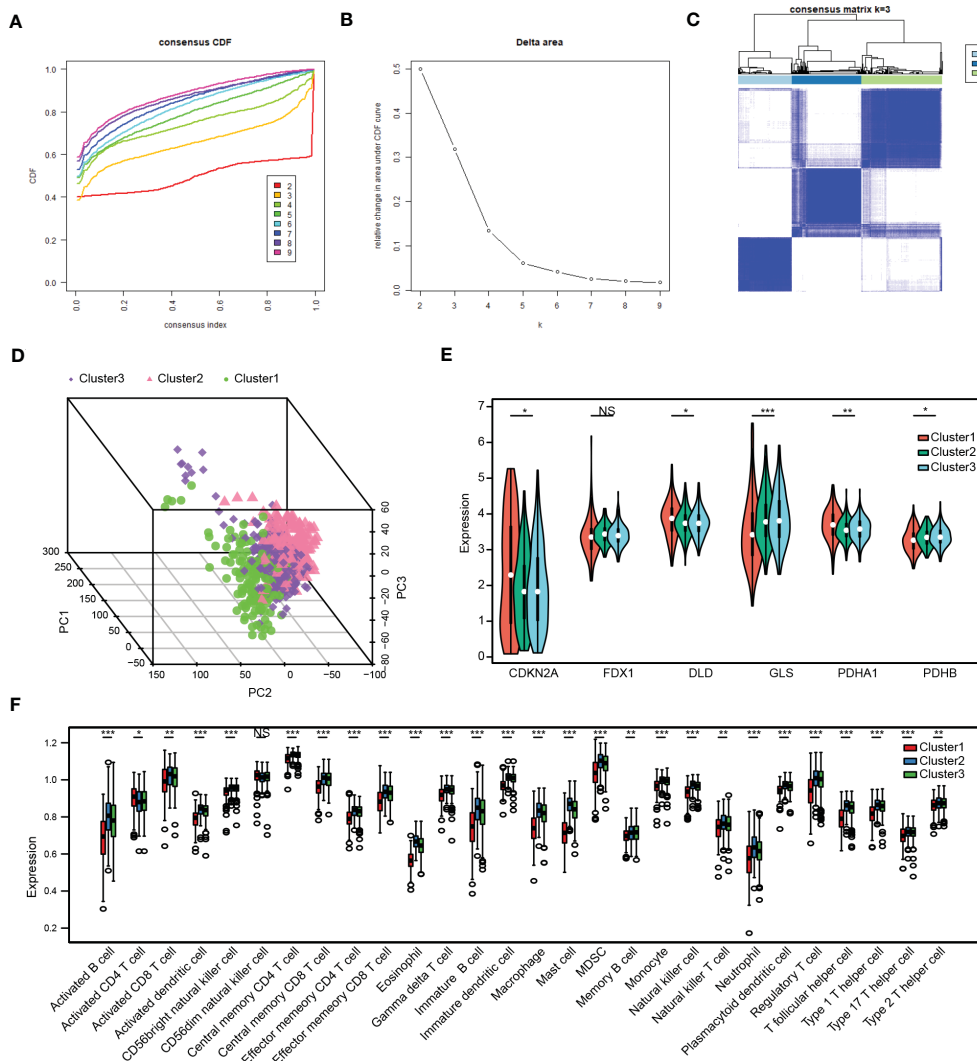 A
consensus CDF
CDF
0.0 0.2 0.4 0.6 0.8 1.0
0.0 0.2 0.4 0.6 0.8 1.0
consensus index
2
3
4
5
6
7
8
9
B
Delta area
relative change in area under CDF curve
0.0 0.1 0.2 0.3 0.4 0.5
2 3 4 5 6 7 8 9
k
C
consensus matrix k=3
D
Cluster3 Cluster2 Cluster1
PC1
300
250
200
150
100
50
0
−50
150 100 50 0 −50 −100
PC2
60
40
20
0
−20
−40
−60
−80
PC3
E
Expression
7
6
5
4
3
2
1
0
* NS * *** ** *
Cluster1
Cluster2
Cluster3
CDKN2A FDX1 DLD GLS PDHA1 PDHB
F
Expression
1.2
1.0
0.8
0.6
0.4
0.2
*** * ** *** *** NS *** *** *** *** *** *** *** *** *** *** *** ** *** *** ** *** *** *** *** *** *** **
Cluster1
Cluster2
Cluster3
Activated B cell
Activated CD4 T cell
Activated CD8 T cell
Activated dendritic cell
CD56bright natural killer cell
CD56dim natural killer cell
Central memory CD4 T cell
Central memory CD8 T cell
Effector memeory CD4 T cell
Effector memeory CD8 T cell
Eosinophil
Gamma delta T cell
Immature B cell
Immature dendritic cell
Macrophage
Mast cell
MDSC
Memory B cell
Monocyte
Natural killer cell
Natural killer T cell
Neutrophil
Plasmacytoid dendritic cell
Regulatory T cell
T follicular helper cell
Type 1 T helper cell
Type 17 T helper cell
Type 2 T helper cell